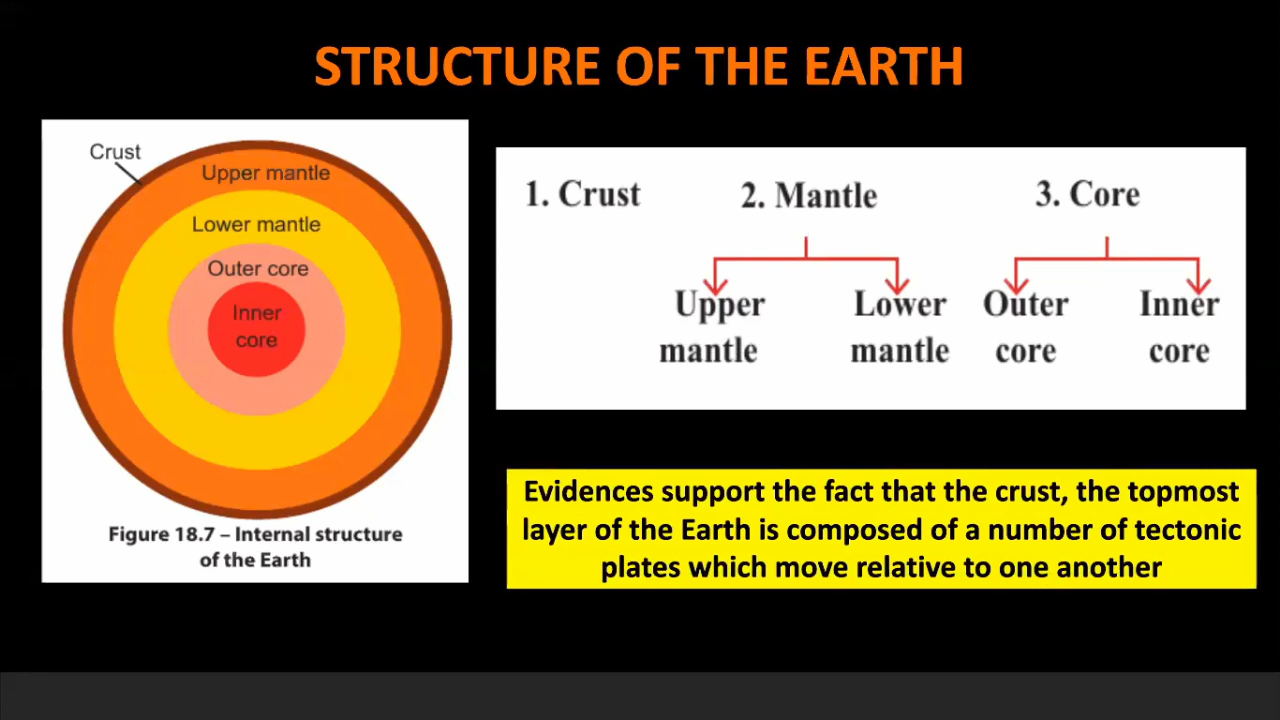 STRUCTURE OF THE EARTH
Crust
Upper mantle
Lower mantle
Outer core
Inner
core
Figure 18.7 – Internal structure
of the Earth
1. Crust
2. Mantle
3. Core
Upper
mantle
Lower
mantle
Outer
core
Inner
core
Evidences support the fact that the crust, the topmost
layer of the Earth is composed of a number of tectonic
plates which move relative to one another